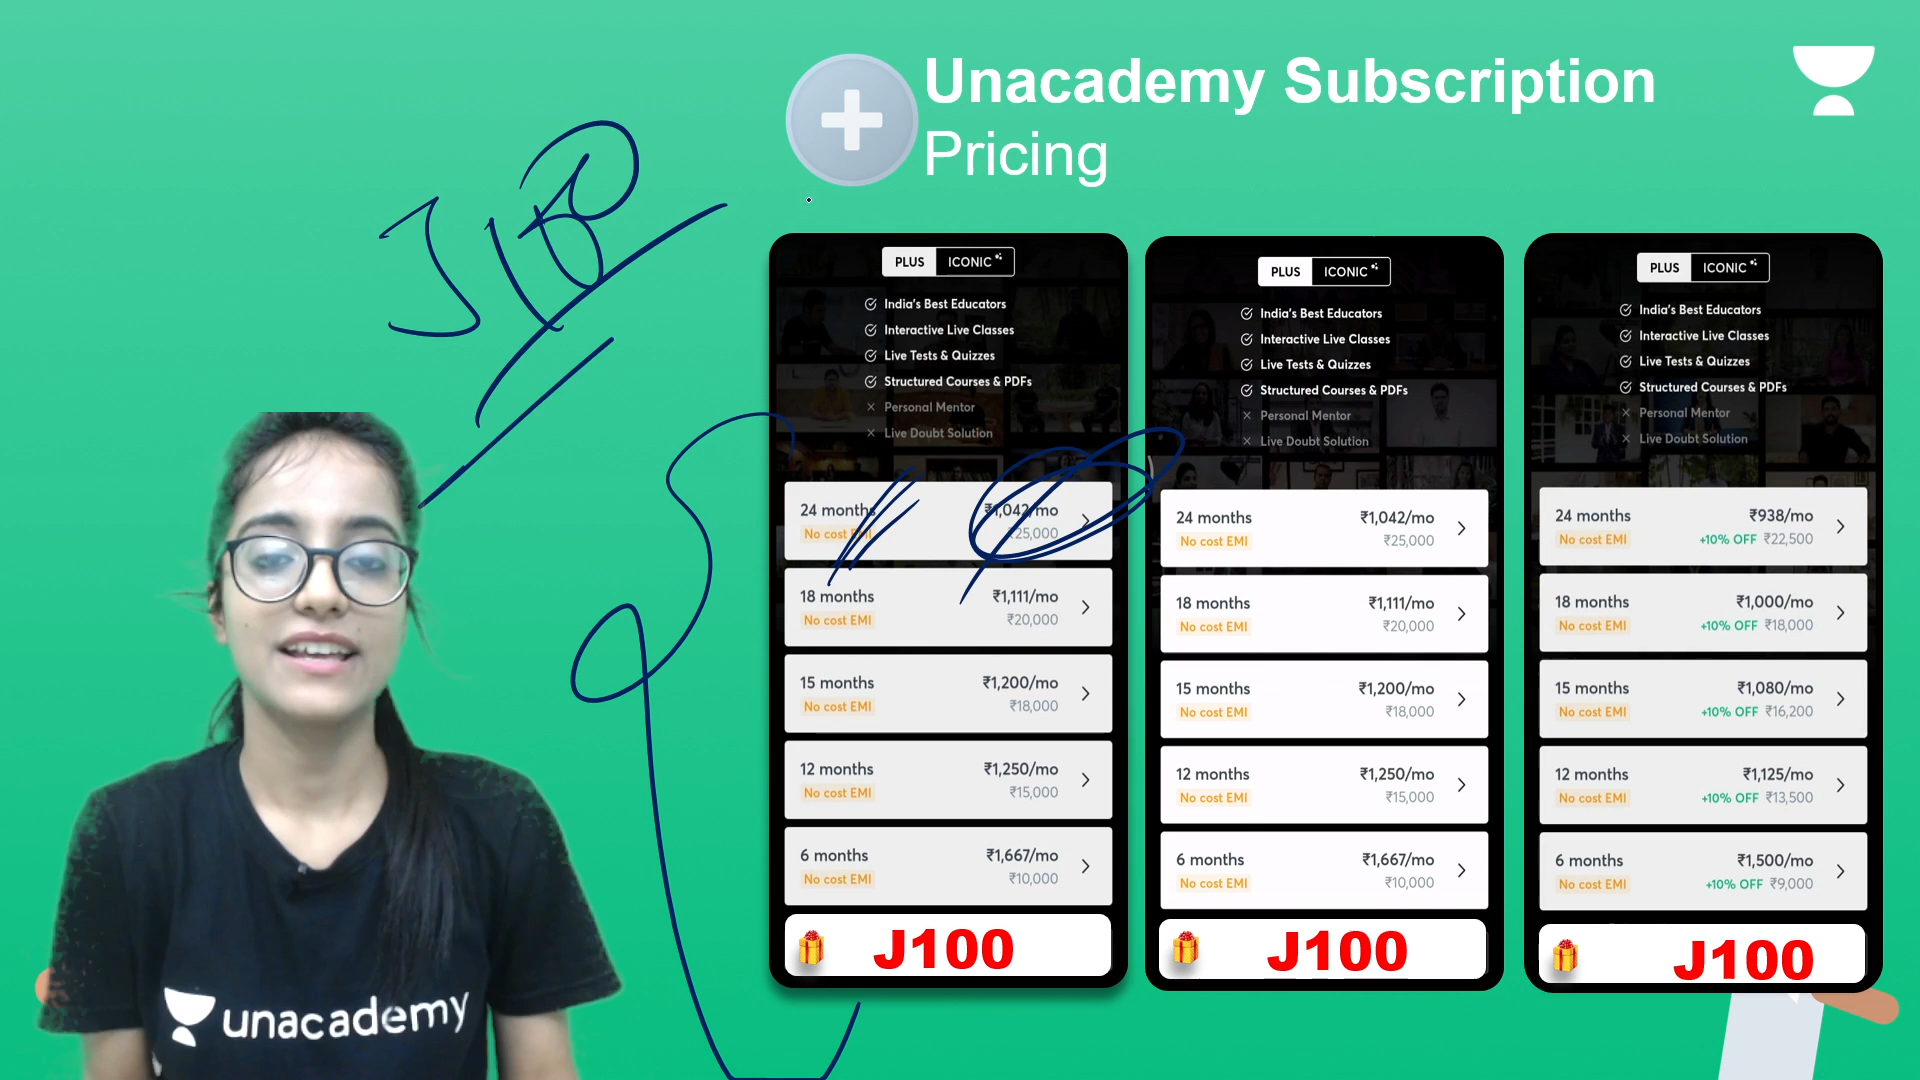 Unacademy Subscription
Pricing
J100
PLUS ICONIC
India's Best Educators
Interactive Live Classes
Live Tests & Quizzes
Structured Courses & PDFs
Personal Mentor
Live Doubt Solution
24 months ₹1,042/mo
No cost EMI ₹25,000
18 months ₹1,111/mo
No cost EMI ₹20,000
15 months ₹1,200/mo
No cost EMI ₹18,000
12 months ₹1,250/mo
No cost EMI ₹15,000
6 months ₹1,667/mo
No cost EMI ₹10,000
J100
PLUS ICONIC
India's Best Educators
Interactive Live Classes
Live Tests & Quizzes
Structured Courses & PDFs
Personal Mentor
Live Doubt Solution
24 months ₹1,042/mo
No cost EMI ₹25,000
18 months ₹1,111/mo
No cost EMI ₹20,000
15 months ₹1,200/mo
No cost EMI ₹18,000
12 months ₹1,250/mo
No cost EMI ₹15,000
6 months ₹1,667/mo
No cost EMI ₹10,000
J100
PLUS ICONIC
India's Best Educators
Interactive Live Classes
Live Tests & Quizzes
Structured Courses & PDFs
Personal Mentor
Live Doubt Solution
24 months ₹938/mo
No cost EMI +10% OFF ₹22,500
18 months ₹1,000/mo
No cost EMI +10% OFF ₹18,000
15 months ₹1,080/mo
No cost EMI +10% OFF ₹16,200
12 months ₹1,125/mo
No cost EMI +10% OFF ₹13,500
6 months ₹1,500/mo
No cost EMI +10% OFF ₹9,000
J100
unacademy